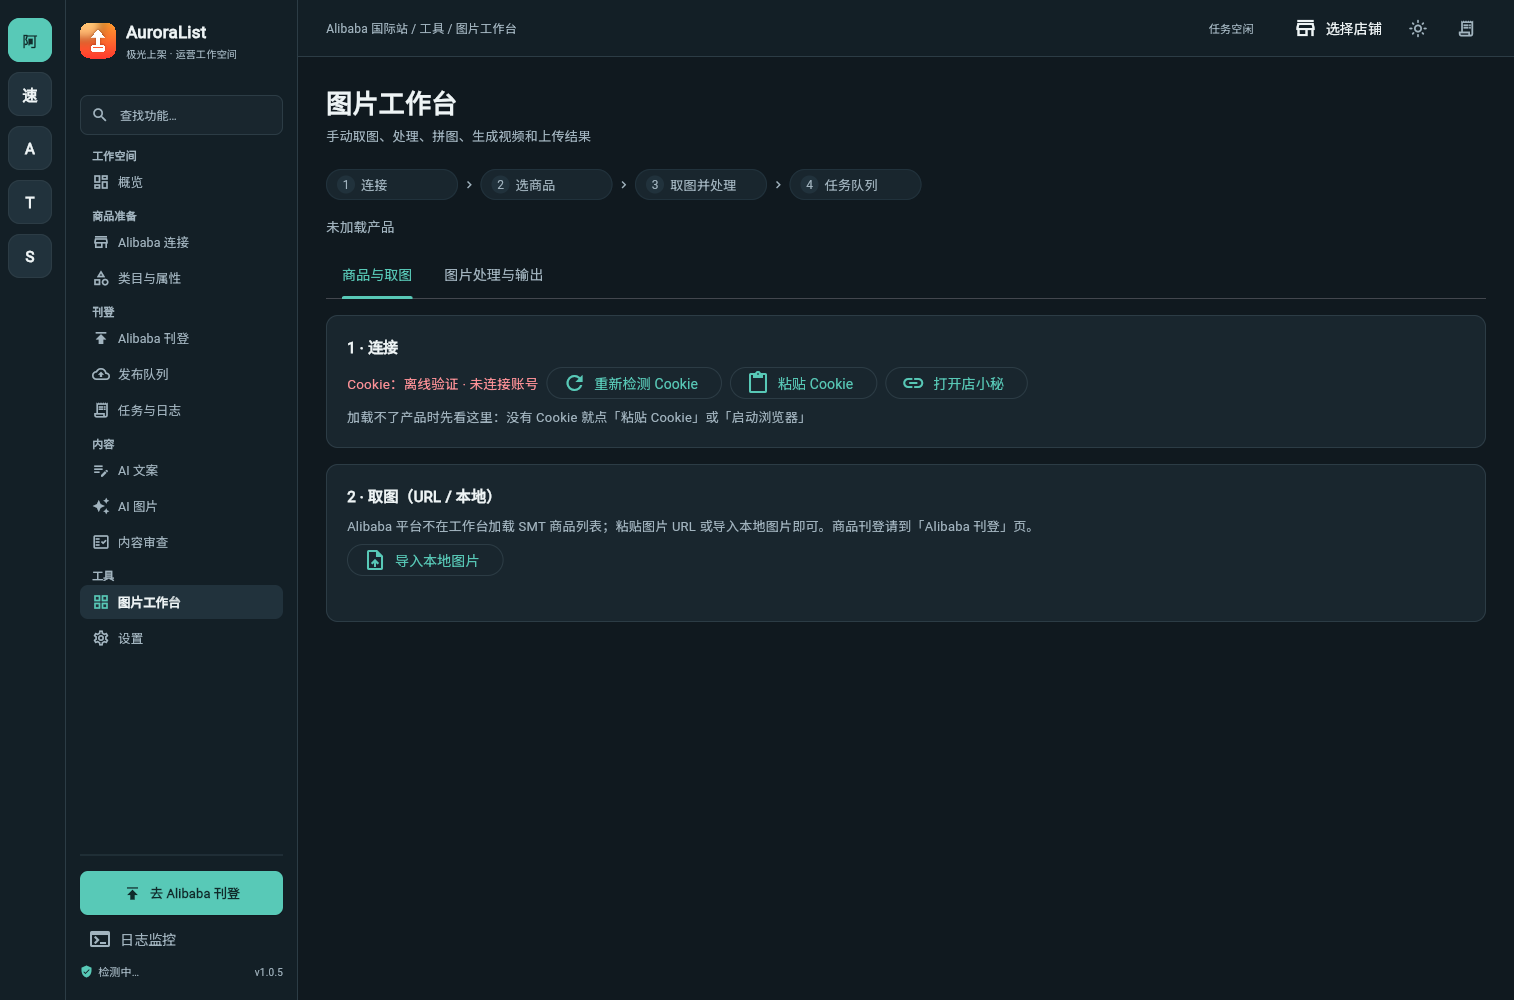 阿
速
A
T
S
AuroraList
极光上架 · 运营工作空间
查找功能...
工作空间
概览
商品准备
Alibaba 连接
类目与属性
刊登
Alibaba 刊登
发布队列
任务与日志
内容
AI 文案
AI 图片
内容审查
工具
图片工作台
设置
去 Alibaba 刊登
日志监控
检测中... v1.0.5
Alibaba 国际站 / 工具 / 图片工作台
任务空闲 选择店铺
图片工作台
手动取图、处理、拼图、生成视频和上传结果
1 连接 › 2 选商品 › 3 取图并处理 › 4 任务队列
未加载产品
商品与取图 图片处理与输出
1 · 连接
Cookie：离线验证 · 未连接账号 重新检测 Cookie 粘贴 Cookie 打开店小秘
加载不了产品时先看这里：没有 Cookie 就点「粘贴 Cookie」或「启动浏览器」
2 · 取图（URL / 本地）
Alibaba 平台不在工作台加载 SMT 商品列表；粘贴图片 URL 或导入本地图片即可。商品刊登请到「Alibaba 刊登」页。
导入本地图片